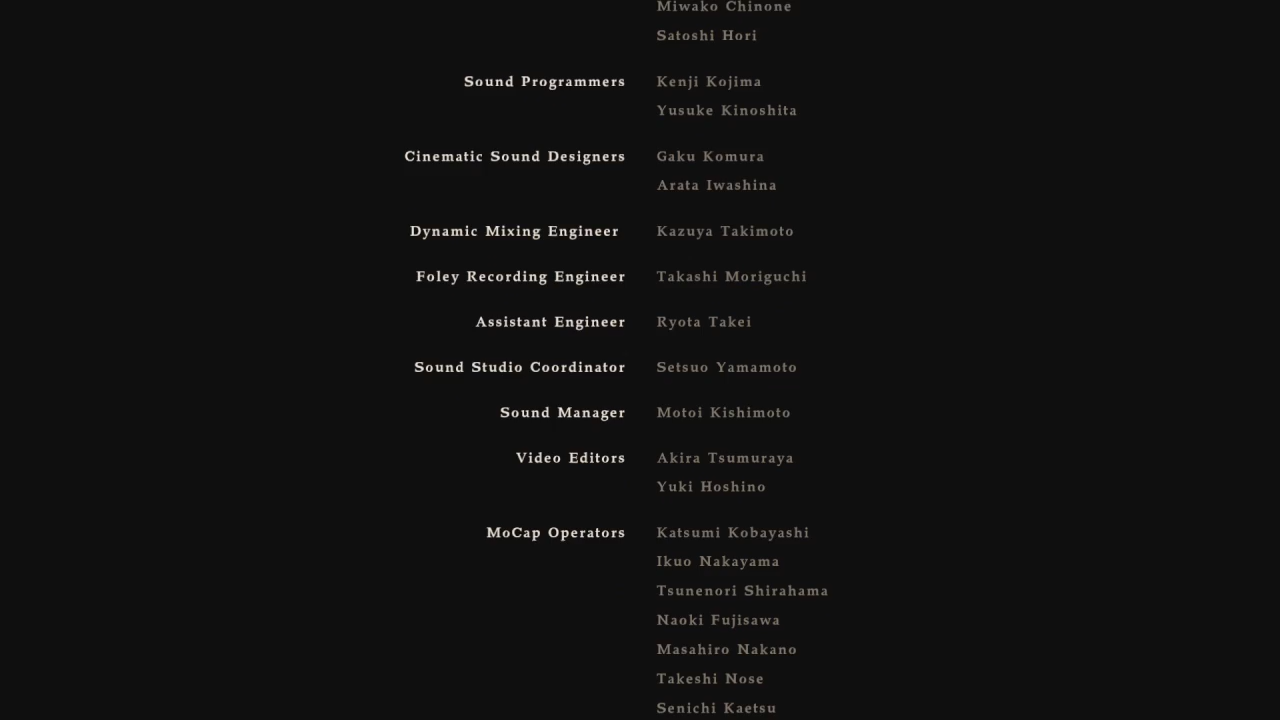 Miwako Chinone
Satoshi Hori
Sound Programmers Kenji Kojima
Yusuke Kinoshita
Cinematic Sound Designers Gaku Komura
Arata Iwashina
Dynamic Mixing Engineer Kazuya Takimoto
Foley Recording Engineer Takashi Moriguchi
Assistant Engineer Ryota Takei
Sound Studio Coordinator Setsuo Yamamoto
Sound Manager Motoi Kishimoto
Video Editors Akira Tsumuraya
Yuki Hoshino
MoCap Operators Katsumi Kobayashi
Ikuo Nakayama
Tsunenori Shirahama
Naoki Fujisawa
Masahiro Nakano
Takeshi Nose
Senichi Kaetsu